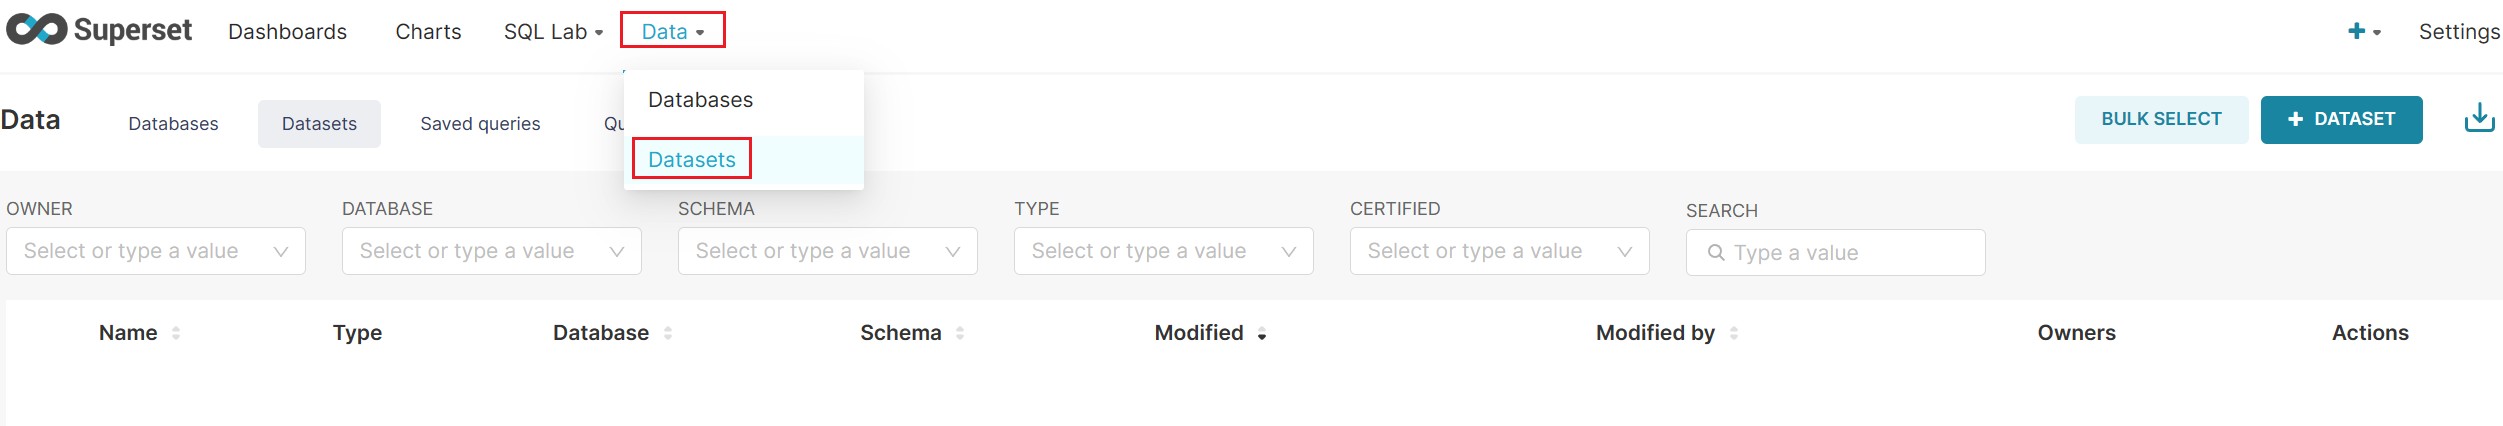 Superset Dashboards Charts SQL Lab Data Settings
Databases
Datasets
Data Databases Datasets Saved queries Qu BULK SELECT + DATASET
OWNER DATABASE SCHEMA TYPE CERTIFIED SEARCH
Select or type a value Select or type a value Select or type a value Select or type a value Select or type a value Type a value
Name Type Database Schema Modified Modified by Owners Actions